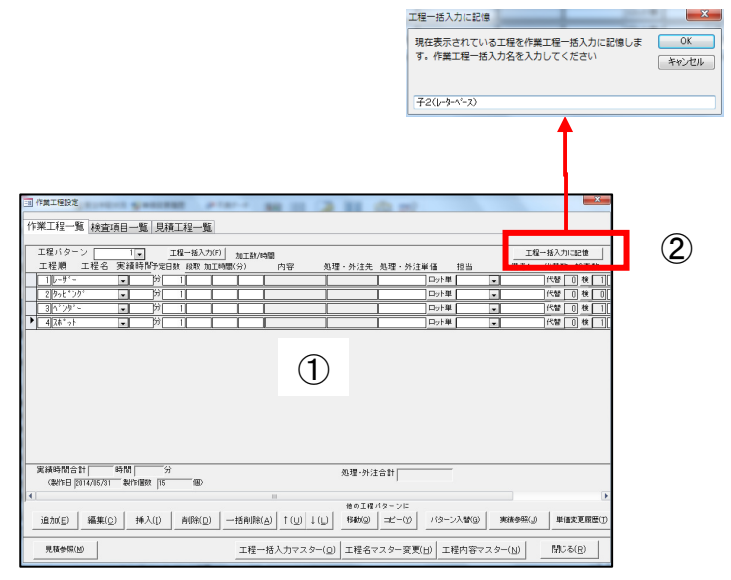 工程一括入力に記憶
現在表示されている工程を作業工程一括入力に記憶しま
す。作業工程一括入力名を入力してください
OK
キャンセル
子2(ﾚｰﾀｰﾍﾞｰｽ)
作業工程設定
作業工程一覧 検査項目一覧 見積工程一覧
②
工程パターン 1 工程一括入力(F) 加工数/時間 工程一括入力に記憶
工程順 工程名 実績時間 予定日数 段取 加工時間(分) 内容 処理・外注先 処理・外注単価 担当
1 ﾚｰｻﾞｰ 分 1 ロット単 代替 0 検 1
2 ﾀｯﾋﾟﾝｸﾞ 分 1 ロット単 代替 0 検 0
3 ﾍﾞﾝﾀﾞｰ 分 1 ロット単 代替 0 検 1
4 ｽﾎﾟｯﾄ 分 1 ロット単 代替 0 検 1
①
実績時間合計 時間 分 処理・外注合計
(製作日 2014/05/31 製作個数 15 個)
他の工程パターンに
追加(E) 編集(C) 挿入(I) 削除(D) 一括削除(A) ↑(U) ↓(L) 移動(G) コピー(Y) パターン入替(G) 実績参照(J) 単価変更履歴(T)
見積参照(M) 工程一括入力マスター(O) 工程名マスター変更(H) 工程内容マスター(N) 閉じる(R)